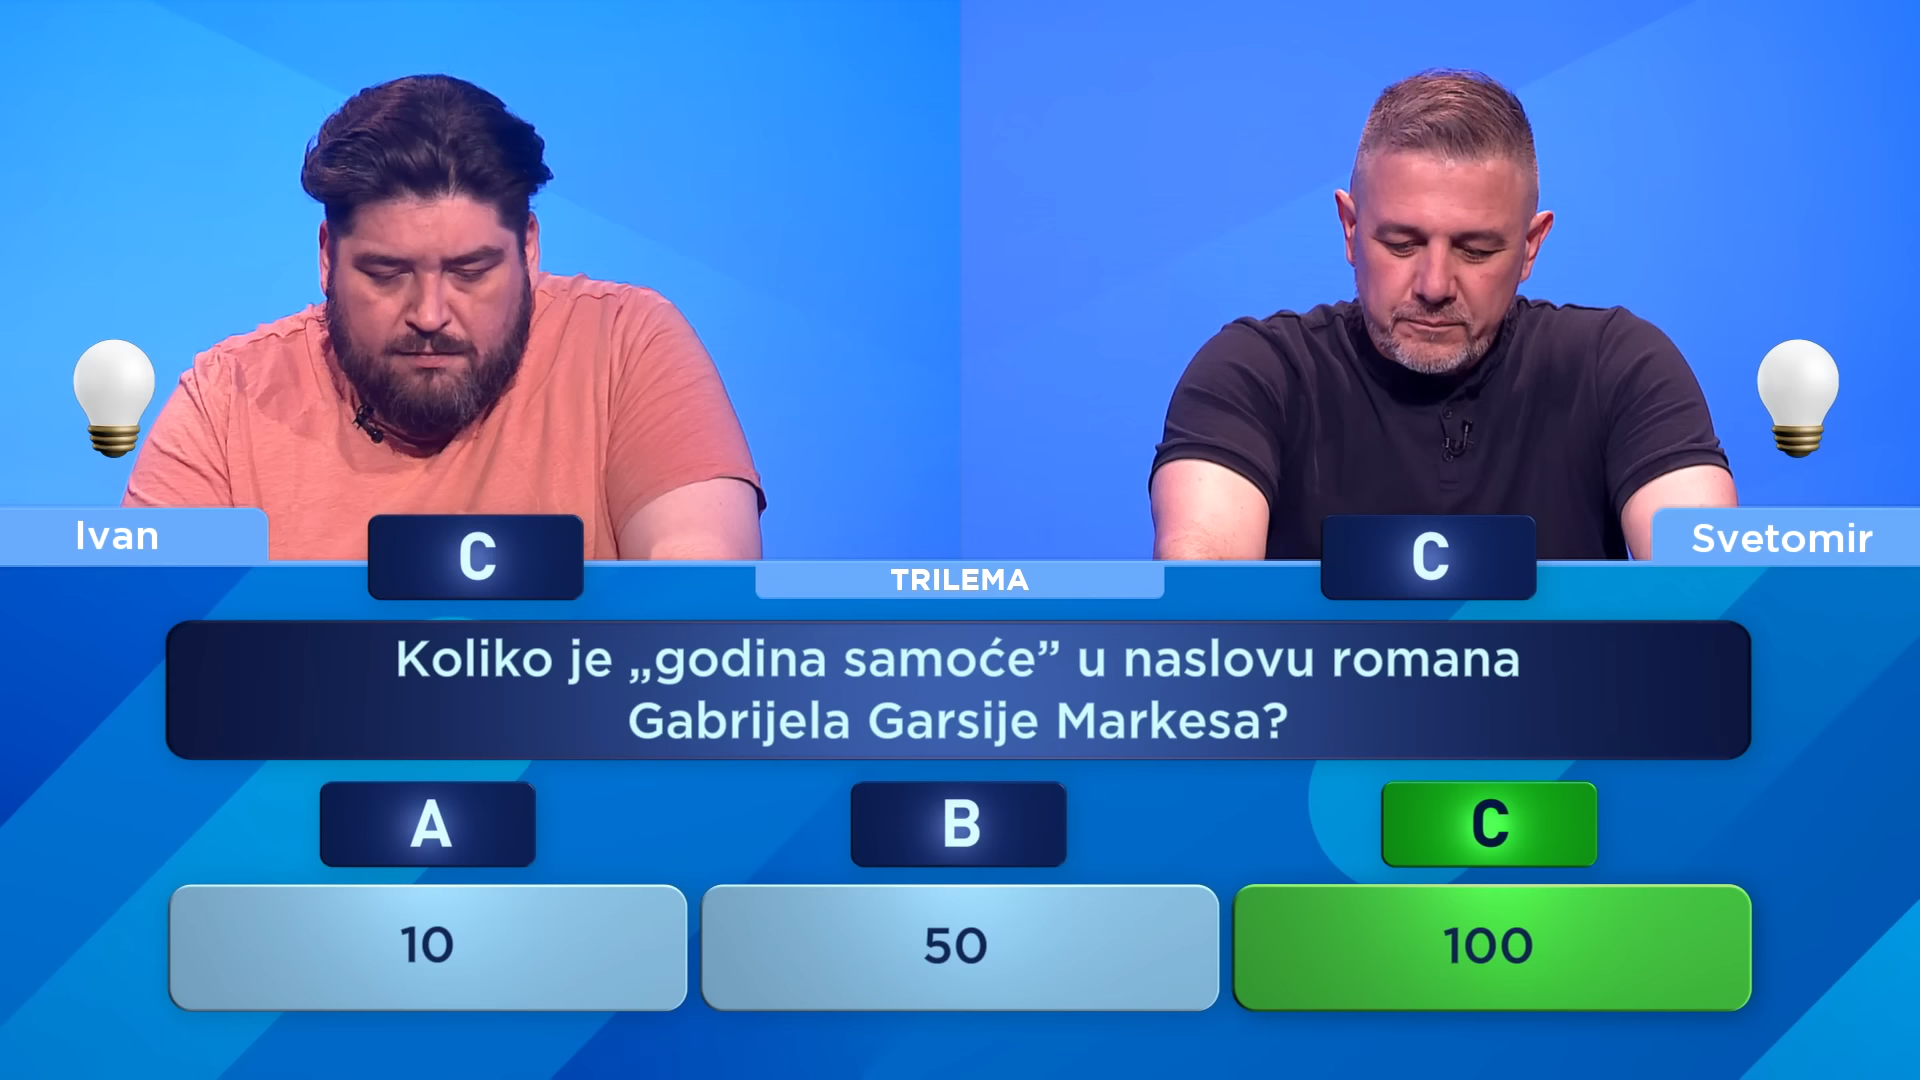 Ivan
C
TRILEMA
C
Svetomir
Koliko je „godina samoće” u naslovu romana
Gabrijela Garsije Markesa?
A
B
C
10
50
100